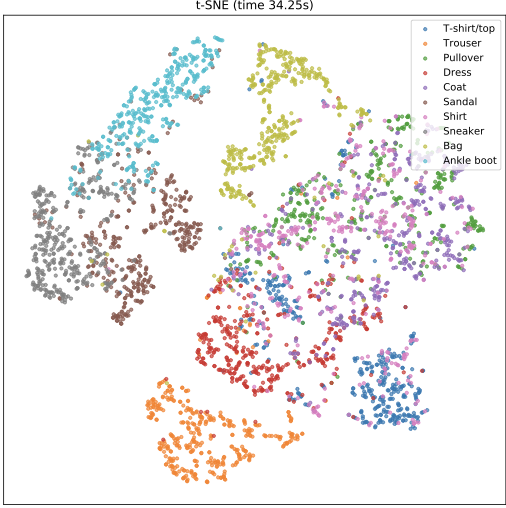 t-SNE (time 34.25s)
T-shirt/top
Trouser
Pullover
Dress
Coat
Sandal
Shirt
Sneaker
Bag
Ankle boot